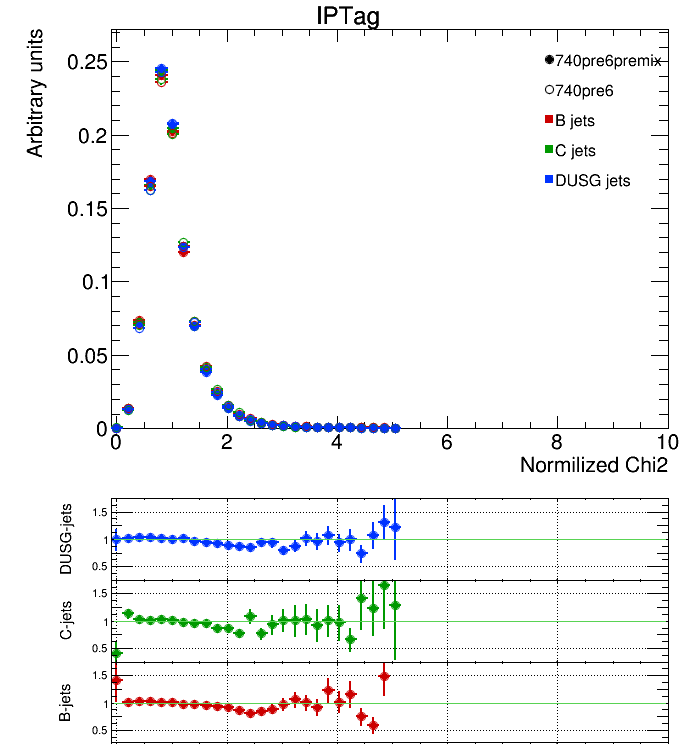 IPTag
Arbitrary units
0.25
0.2
0.15
0.1
0.05
0
740pre6premix
740pre6
B jets
C jets
DUSG jets
0 2 4 6 8 10
Normilized Chi2
DUSG-jets
1.5
1
0.5
C-jets
1.5
1
0.5
B-jets
1.5
1
0.5